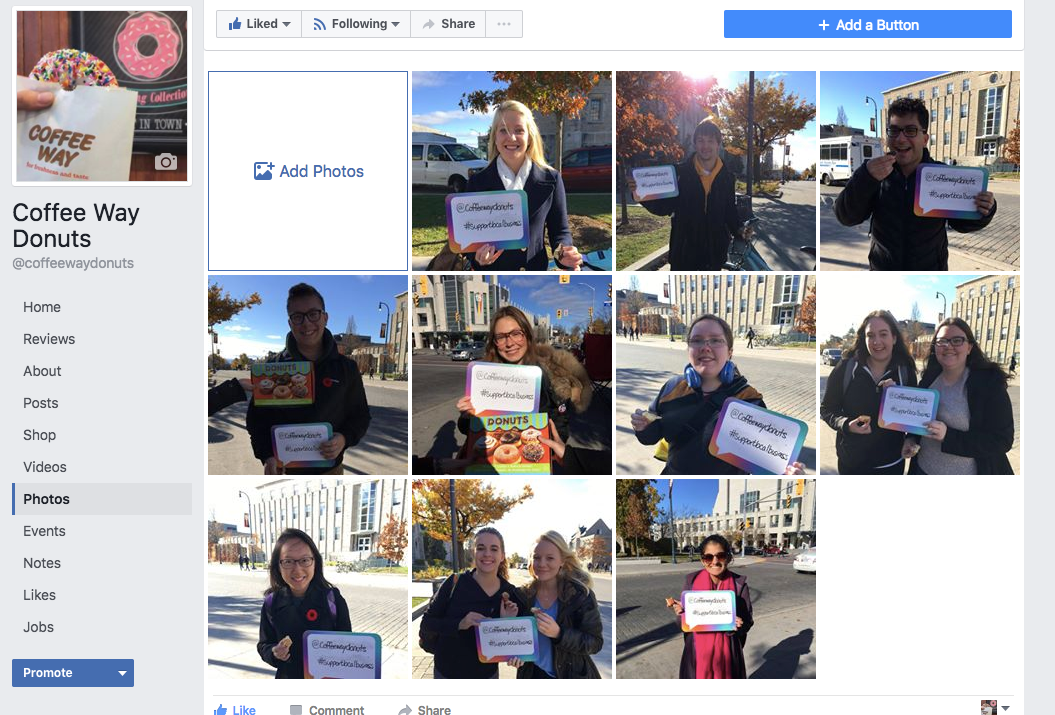 Liked
Following
Share
+ Add a Button
COFFEE
WAY
IN TOWN
Coffee Way
Donuts
@coffeewaydonuts
Home
Reviews
About
Posts
Shop
Videos
Photos
Events
Notes
Likes
Jobs
Promote
Add Photos
@Coffeewaydonuts
#supportlocalbusiness
@Coffeewaydonuts
#supportlocalbusiness
@Coffeewaydonuts
#supportlocalbusiness
DONUTS
@Coffeewaydonuts
#supportlocalbusiness
@Coffeewaydonuts
#supportlocalbusiness
DONUTS
@Coffeewaydonuts
#supportlocalbusiness
@Coffeewaydonuts
#supportlocalbusiness
@Coffeewaydonuts
#supportlocalbusiness
@Coffeewaydonuts
#supportlocalbusiness
@Coffeewaydonuts
#supportlocalbusiness
Like
Comment
Share